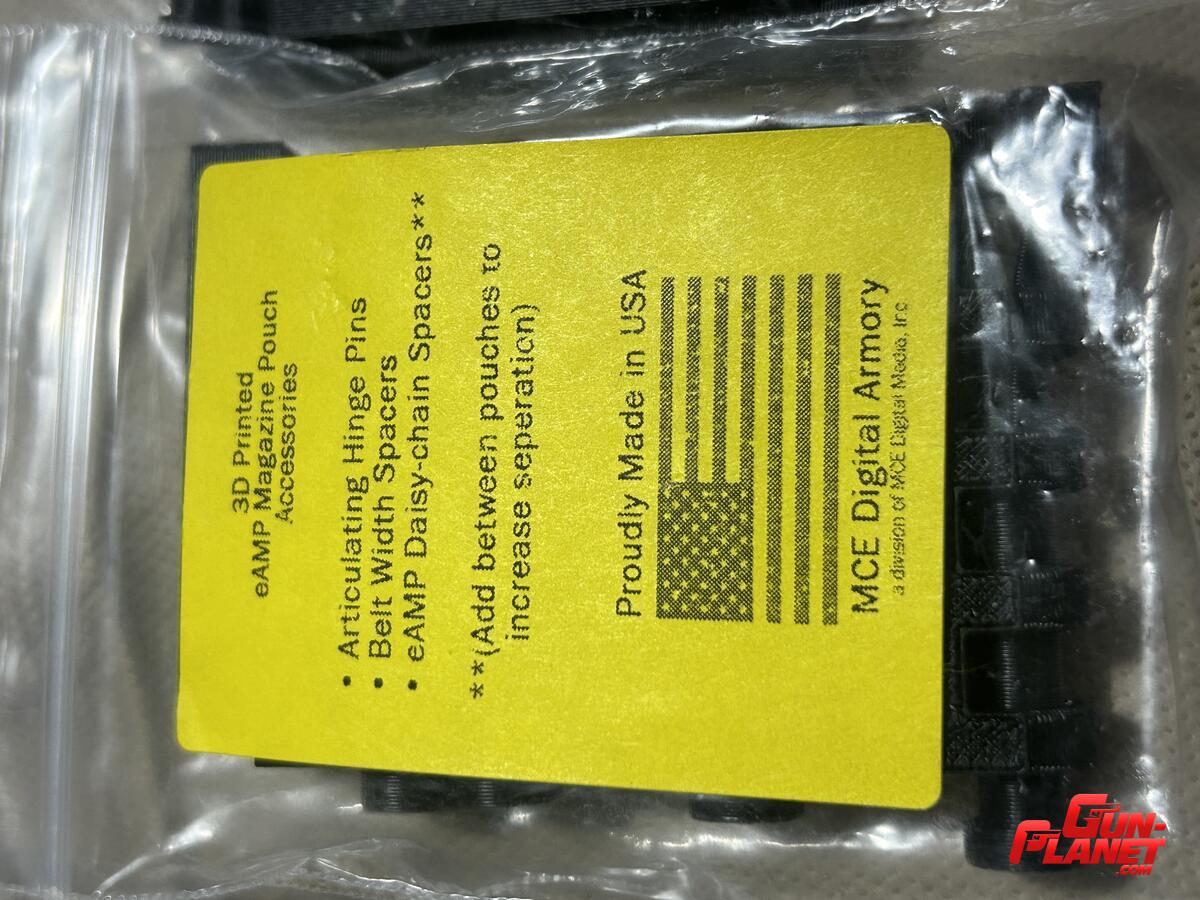 3D Printed
eAMP Magazine Pouch
Accessories
• Articulating Hinge Pins
• Belt Width Spacers
• eAMP Daisy-chain Spacers**
**(Add between pouches to
increase seperation)
Proudly Made in USA
MCE Digital Armory
a division of MCE Digital Media, Inc
GUN-
PLANET
.COM